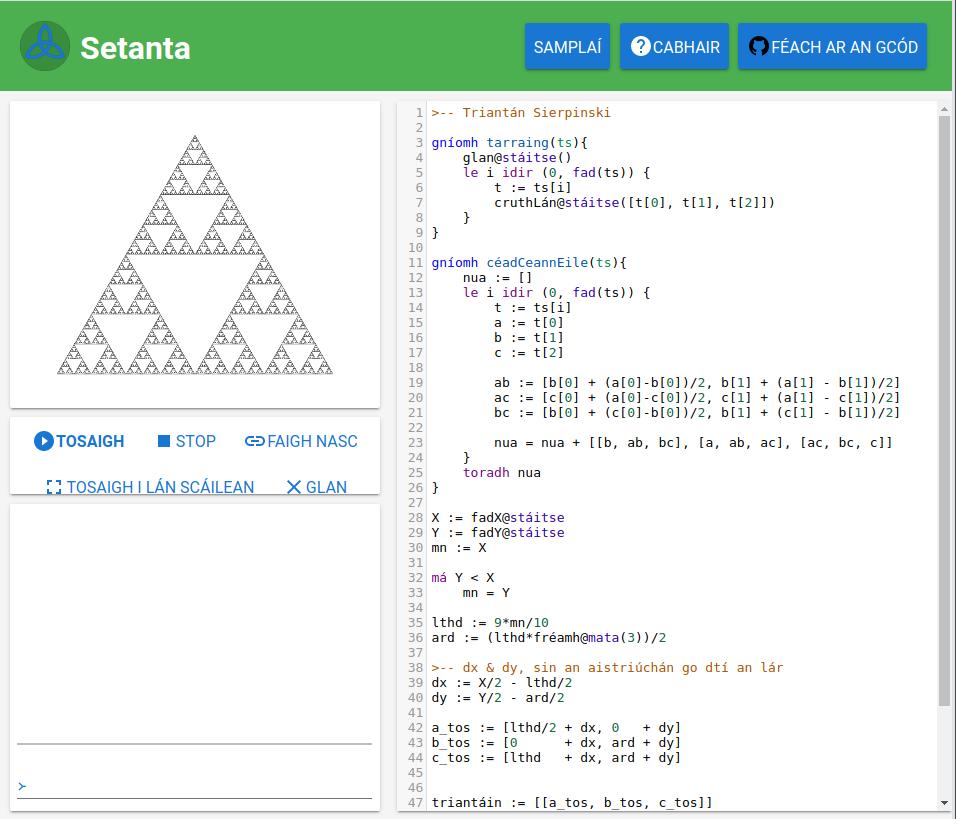 Setanta
SAMPLAÍ
CABHAIR
FÉACH AR AN GCÓD
TOSAIGH
STOP
FAIGH NASC
TOSAIGH I LÁN SCÁILEAN
GLAN
>
1 >-- Triantán Sierpinski
2
3 gníomh tarraing(ts){
4     glan@stáitse()
5     le i idir (0, fad(ts)) {
6         t := ts[i]
7         cruthLán@stáitse([t[0], t[1], t[2]])
8     }
9 }
10
11 gníomh céadCeannEile(ts){
12     nua := []
13     le i idir (0, fad(ts)) {
14         t := ts[i]
15         a := t[0]
16         b := t[1]
17         c := t[2]
18
19         ab := [b[0] + (a[0]-b[0])/2, b[1] + (a[1] - b[1])/2]
20         ac := [c[0] + (a[0]-c[0])/2, c[1] + (a[1] - c[1])/2]
21         bc := [b[0] + (c[0]-b[0])/2, b[1] + (c[1] - b[1])/2]
22
23         nua = nua + [[b, ab, bc], [a, ab, ac], [ac, bc, c]]
24     }
25     toradh nua
26 }
27
28 X := fadX@stáitse
29 Y := fadY@stáitse
30 mn := X
31
32 má Y < X
33     mn = Y
34
35 lthd := 9*mn/10
36 ard := (lthd*fréamh@mata(3))/2
37
38 >-- dx & dy, sin an aistriúchán go dtí an lár
39 dx := X/2 - lthd/2
40 dy := Y/2 - ard/2
41
42 a_tos := [lthd/2 + dx, 0   + dy]
43 b_tos := [0      + dx, ard + dy]
44 c_tos := [lthd   + dx, ard + dy]
45
46
47 triantáin := [[a_tos, b_tos, c_tos]]